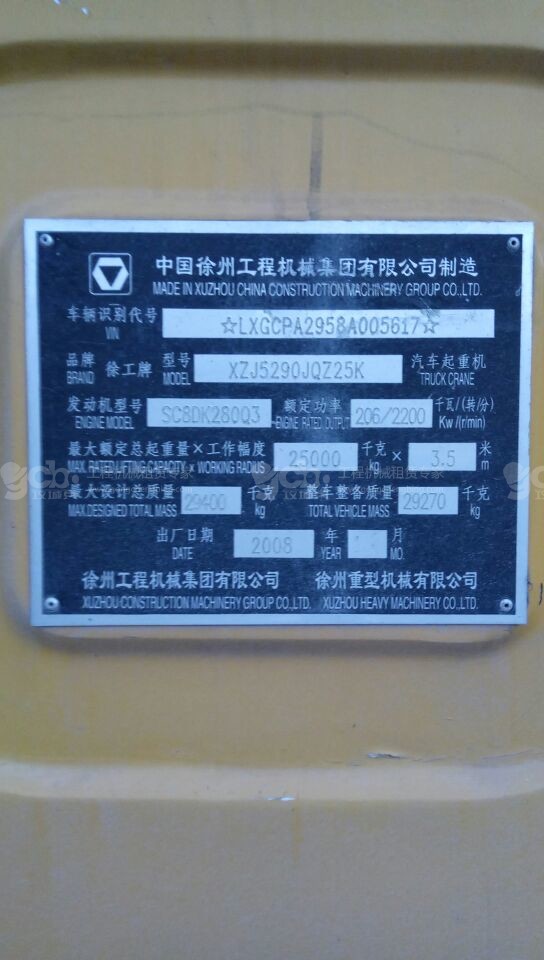 中国徐州工程机械集团有限公司制造
MADE IN XUZHOU CHINA CONSTRUCTION MACHINERY GROUP CO.,LTD.
车辆识别代号 ☆LXGCPA2958A005617☆
VIN
品牌 徐工牌 型号 XZJ5290JQZ25K 汽车起重机
BRAND MODEL TRUCK CRANE
发动机型号 SC8DK280Q3 额定功率 206/2200 千瓦/(转/分)
ENGINE MODEL ENGINE RATED OUTPUT Kw/(r/min)
最大额定总起重量×工作幅度 25000 千克 × 3.5 米
MAX. RATED LIFTING CAPACITY × WORKING RADIUS kg m
最大设计总质量 29400 千克 整车整备质量 29270 千克
MAX.DESIGNED TOTAL MASS kg TOTAL VEHICLE MASS kg
出厂日期 2008 年 月
DATE YEAR MO.
徐州工程机械集团有限公司 徐州重型机械有限公司
XUZHOU CONSTRUCTION MACHINERY GROUP CO.,LTD. XUZHOU HEAVY MACHINERY CO.,LTD.
工程机械租赁专家